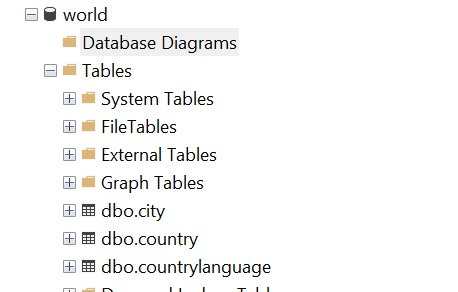 world
Database Diagrams
Tables
System Tables
FileTables
External Tables
Graph Tables
dbo.city
dbo.country
dbo.countrylanguage